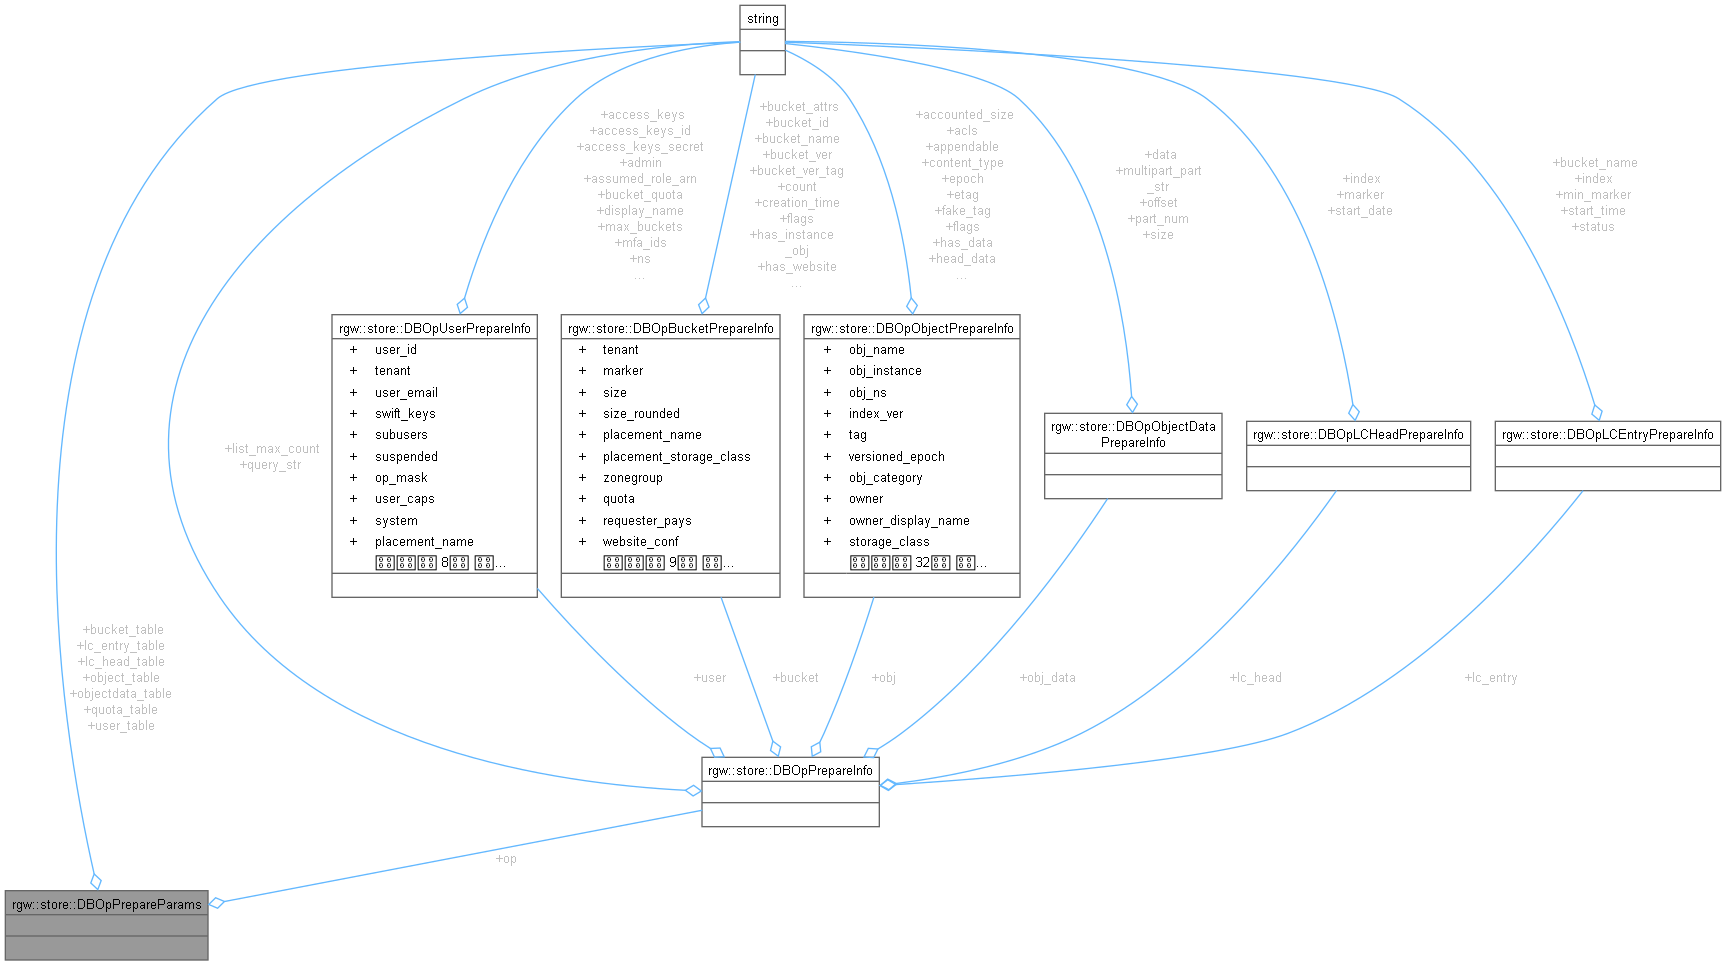 string
+access_keys
+access_keys_id
+access_keys_secret
+admin
+assumed_role_arn
+bucket_quota
+display_name
+max_buckets
+mfa_ids
+ns
...
+bucket_attrs
+bucket_id
+bucket_name
+bucket_ver
+bucket_ver_tag
+count
+creation_time
+flags
+has_instance
_obj
+has_website
...
+accounted_size
+acls
+appendable
+content_type
+epoch
+etag
+fake_tag
+flags
+has_data
+head_data
...
+data
+multipart_part
_str
+offset
+part_num
+size
+index
+marker
+start_date
+bucket_name
+index
+min_marker
+start_time
+status
rgw::store::DBOpUserPrepareInfo
+ user_id
+ tenant
+ user_email
+ swift_keys
+ subusers
+ suspended
+ op_mask
+ user_caps
+ system
+ placement_name
8 ...
rgw::store::DBOpBucketPrepareInfo
+ tenant
+ marker
+ size
+ size_rounded
+ placement_name
+ placement_storage_class
+ zonegroup
+ quota
+ requester_pays
+ website_conf
9 ...
rgw::store::DBOpObjectPrepareInfo
+ obj_name
+ obj_instance
+ obj_ns
+ index_ver
+ tag
+ versioned_epoch
+ obj_category
+ owner
+ owner_display_name
+ storage_class
32 ...
rgw::store::DBOpObjectData
PrepareInfo
rgw::store::DBOpLCHeadPrepareInfo
rgw::store::DBOpLCEntryPrepareInfo
+list_max_count
+query_str
+bucket_table
+lc_entry_table
+lc_head_table
+object_table
+objectdata_table
+quota_table
+user_table
+user
+bucket
+obj
+obj_data
+lc_head
+lc_entry
rgw::store::DBOpPrepareInfo
+op
rgw::store::DBOpPrepareParams